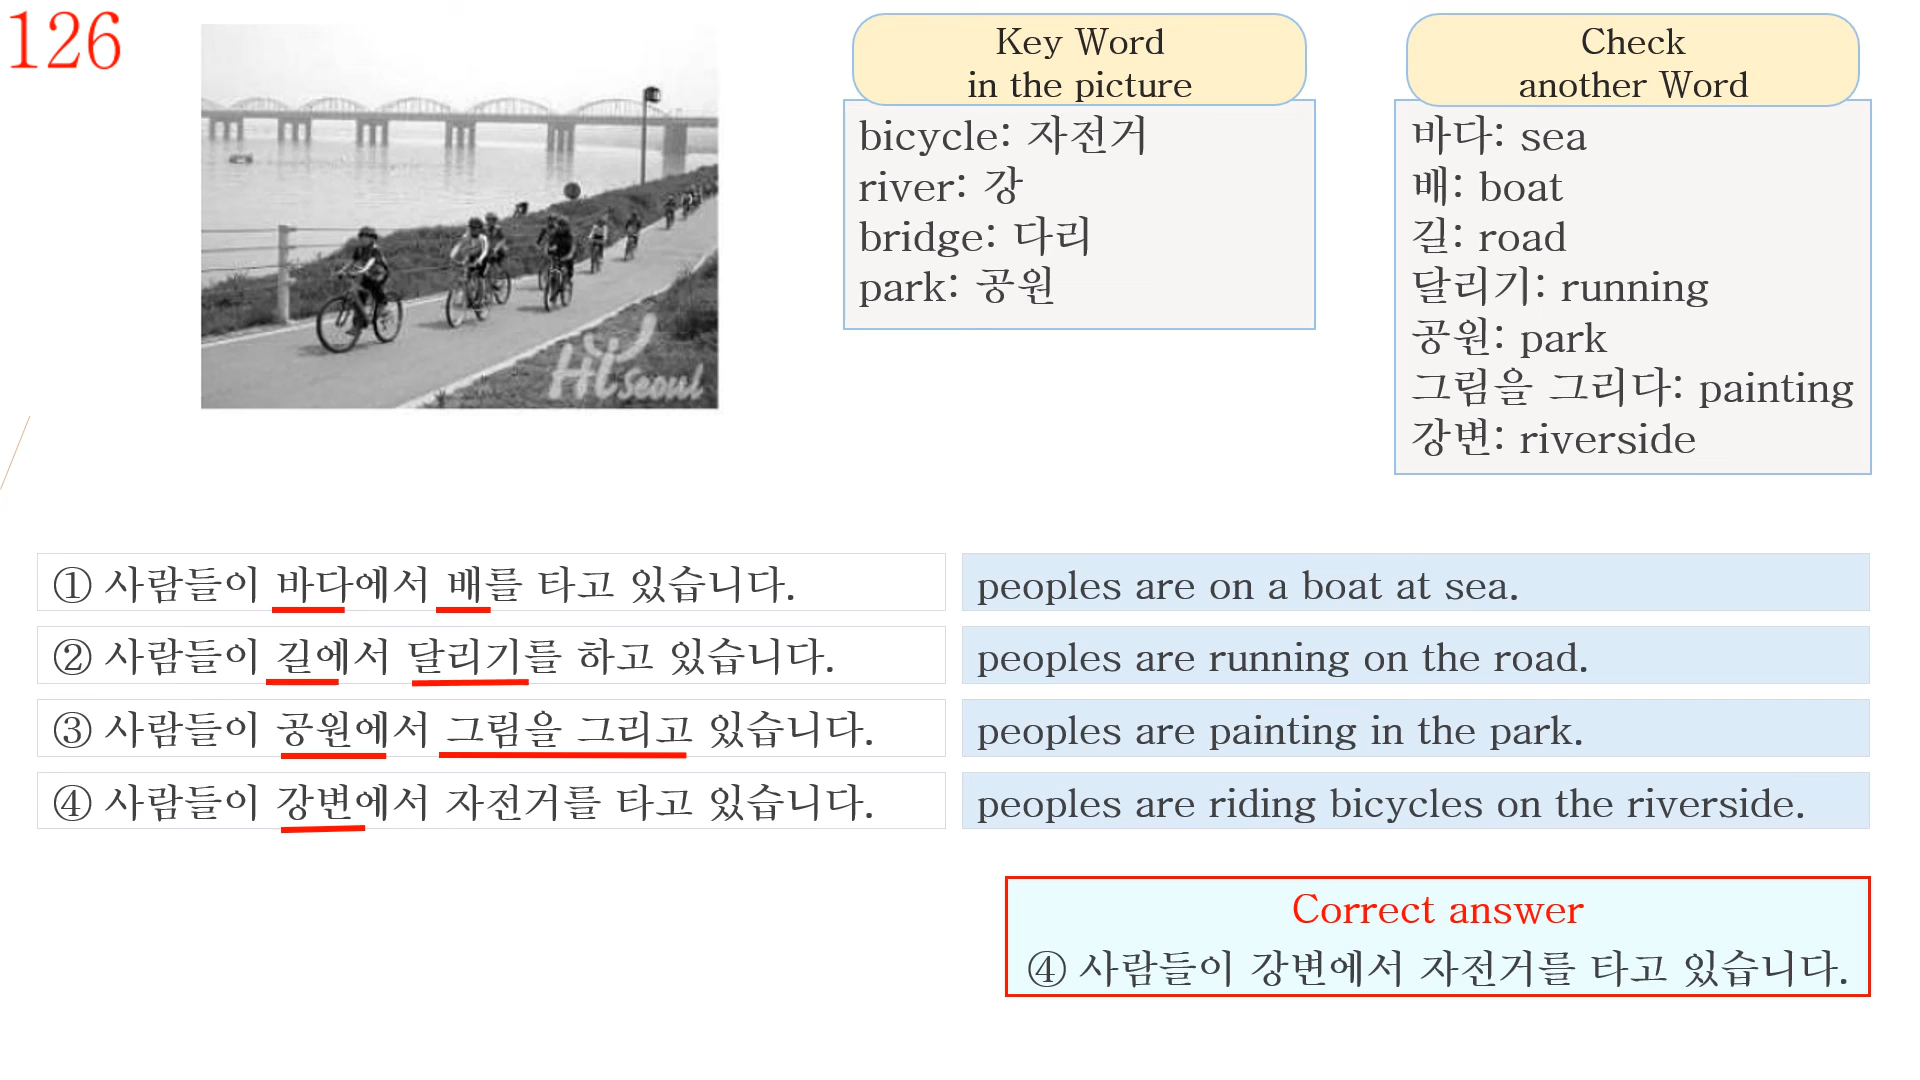 126
Hi Seoul
Key Word
in the picture
bicycle: 자전거
river: 강
bridge: 다리
park: 공원
Check
another Word
바다: sea
배: boat
길: road
달리기: running
공원: park
그림을 그리다: painting
강변: riverside
① 사람들이 바다에서 배를 타고 있습니다.
peoples are on a boat at sea.
② 사람들이 길에서 달리기를 하고 있습니다.
peoples are running on the road.
③ 사람들이 공원에서 그림을 그리고 있습니다.
peoples are painting in the park.
④ 사람들이 강변에서 자전거를 타고 있습니다.
peoples are riding bicycles on the riverside.
Correct answer
④ 사람들이 강변에서 자전거를 타고 있습니다.